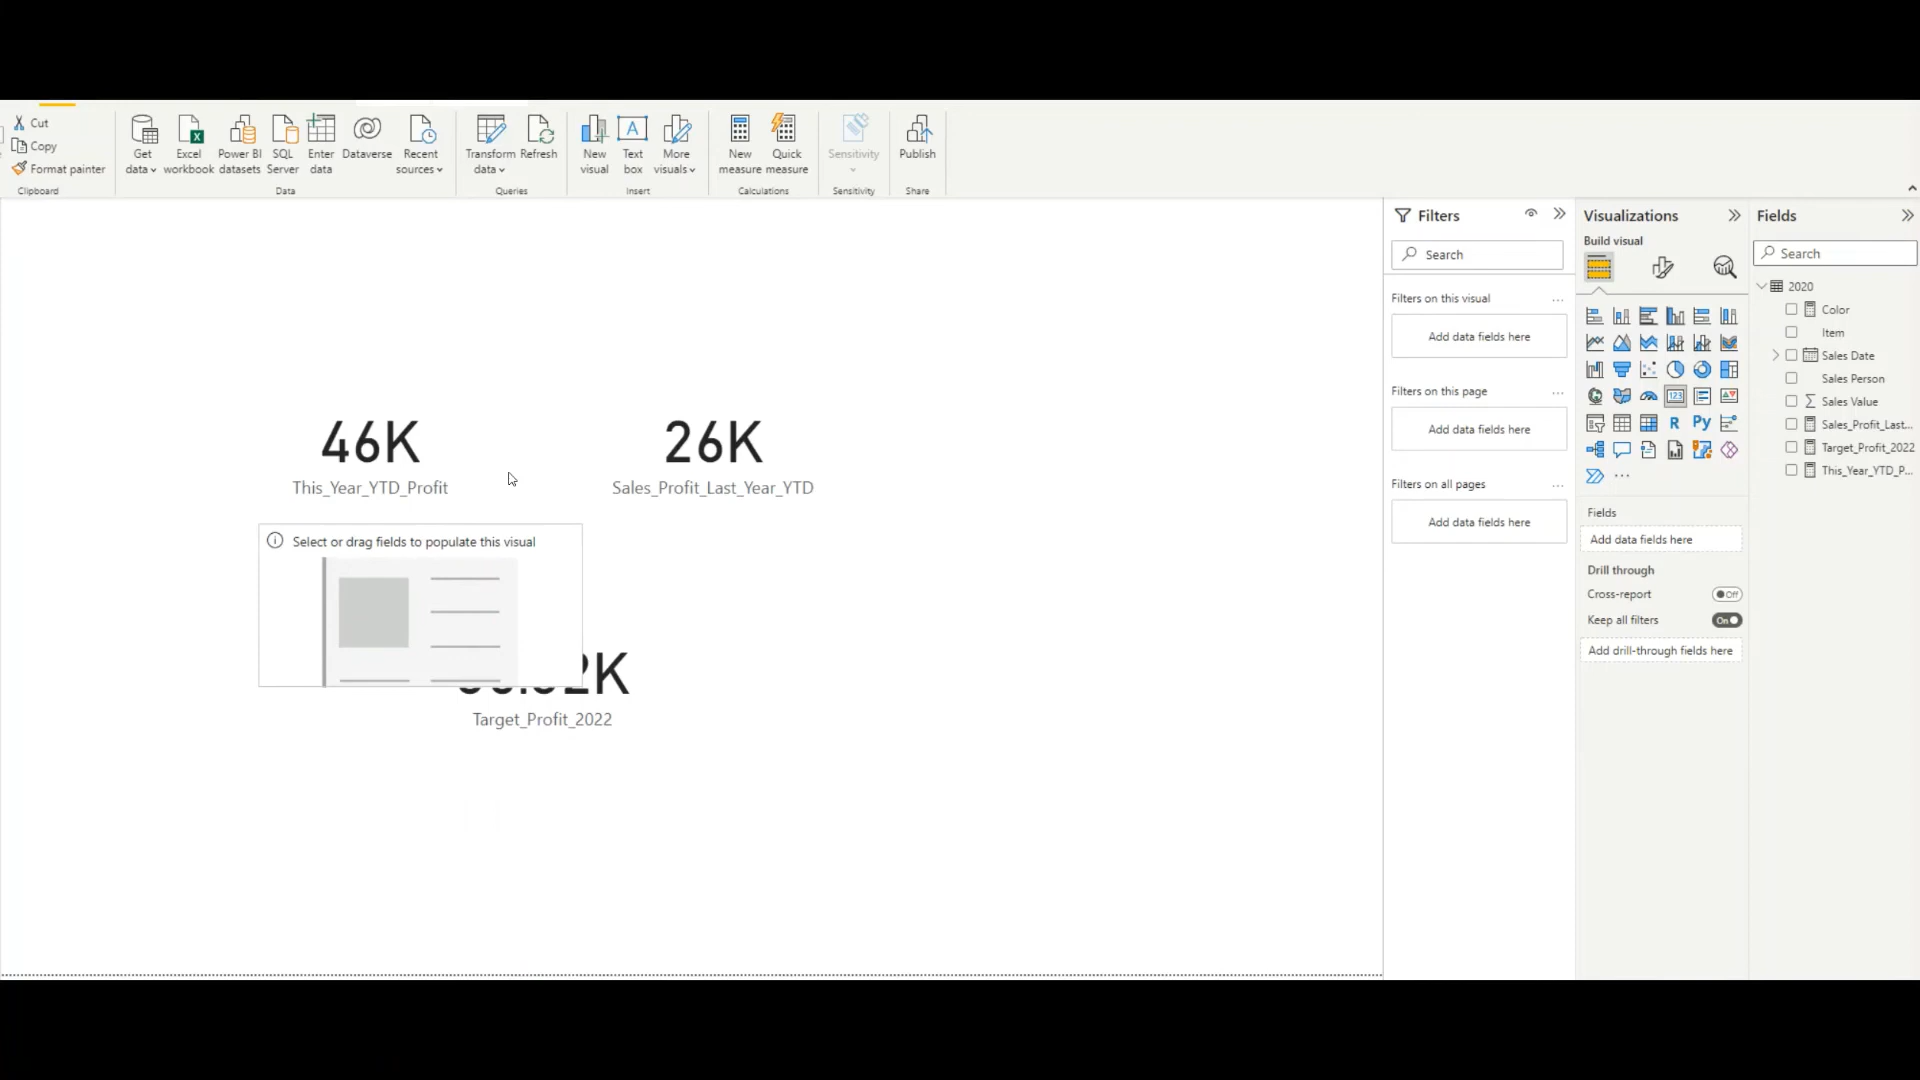 Cut
Copy
Format painter
Clipboard
Get data
Excel workbook
Power BI datasets
SQL Server
Enter data
Dataverse
Recent sources
Data
Transform data
Refresh
Queries
New visual
Text box
More visuals
Insert
New measure
Quick measure
Calculations
Sensitivity
Sensitivity
Publish
Share
46K
This_Year_YTD_Profit
26K
Sales_Profit_Last_Year_YTD
Select or drag fields to populate this visual
Target_Profit_2022
Filters
Search
Filters on this visual
Add data fields here
Filters on this page
Add data fields here
Filters on all pages
Add data fields here
Visualizations
Build visual
123
R
Py
Fields
Add data fields here
Drill through
Cross-report
Off
Keep all filters
On
Add drill-through fields here
Fields
Search
2020
Color
Item
Sales Date
Sales Person
Sales Value
Sales_Profit_Last...
Target_Profit_2022
This_Year_YTD_P...